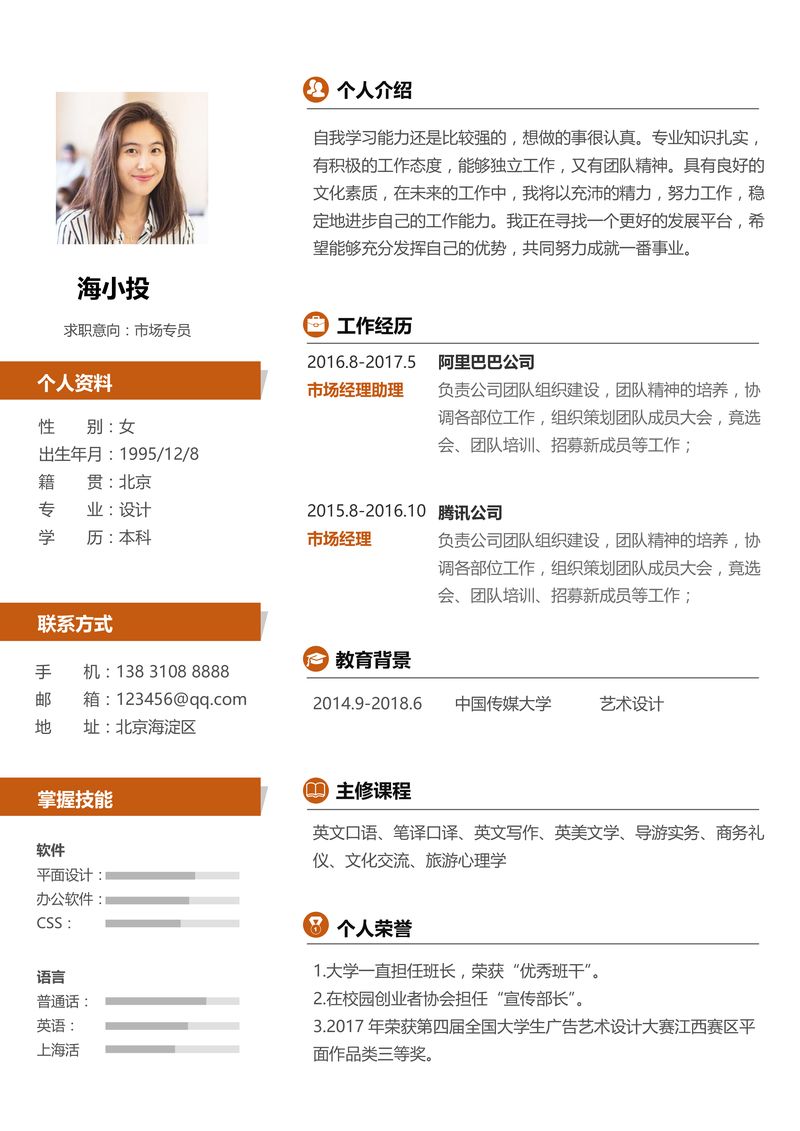 海小投
求职意向：市场专员
个人资料
性 别：女
出生年月：1995/12/8
籍 贯：北京
专 业：设计
学 历：本科
联系方式
手 机：138 3108 8888
邮 箱：123456@qq.com
地 址：北京海淀区
掌握技能
软件
平面设计：
办公软件：
CSS：
语言
普通话：
英语：
上海活
个人介绍
自我学习能力还是比较强的，想做的事很认真。专业知识扎实，
有积极的工作态度，能够独立工作，又有团队精神。具有良好的
文化素质，在未来的工作中，我将以充沛的精力，努力工作，稳
定地进步自己的工作能力。我正在寻找一个更好的发展平台，希
望能够充分发挥自己的优势，共同努力成就一番事业。
工作经历
2016.8-2017.5 阿里巴巴公司
市场经理助理 负责公司团队组织建设，团队精神的培养，协
调各部位工作，组织策划团队成员大会，竟选
会、团队培训、招募新成员等工作；
2015.8-2016.10 腾讯公司
市场经理 负责公司团队组织建设，团队精神的培养，协
调各部位工作，组织策划团队成员大会，竟选
会、团队培训、招募新成员等工作；
教育背景
2014.9-2018.6 中国传媒大学 艺术设计
主修课程
英文口语、笔译口译、英文写作、英美文学、导游实务、商务礼
仪、文化交流、旅游心理学
个人荣誉
1.大学一直担任班长，荣获“优秀班干”。
2.在校园创业者协会担任“宣传部长”。
3.2017 年荣获第四届全国大学生广告艺术设计大赛江西赛区平
面作品类三等奖。